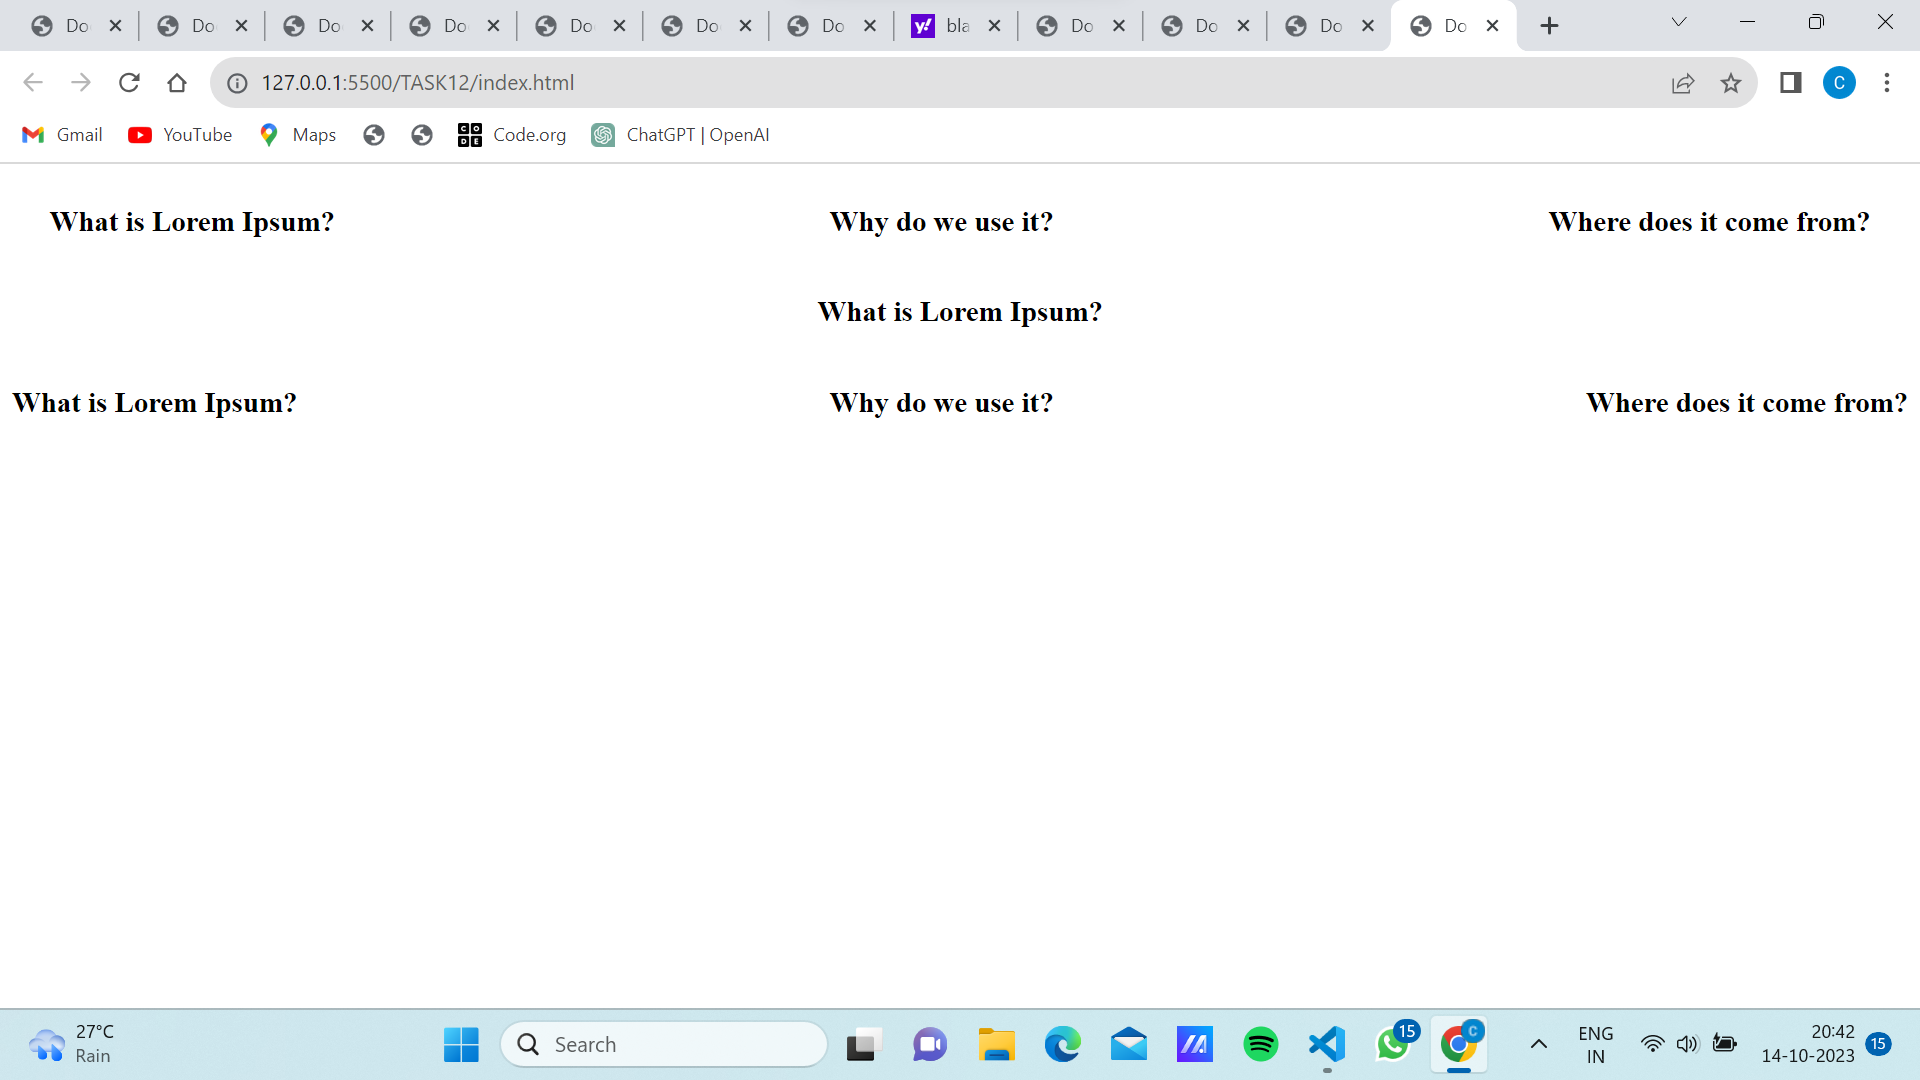 Do Do Do Do Do Do Do bla Do Do Do Do
127.0.0.1:5500/TASK12/index.html
C
Gmail YouTube Maps CODE Code.org ChatGPT | OpenAI
What is Lorem Ipsum? Why do we use it? Where does it come from?
What is Lorem Ipsum?
What is Lorem Ipsum? Why do we use it? Where does it come from?
27°C
Rain
Search
15
C
ENG
IN
20:42
14-10-2023
15